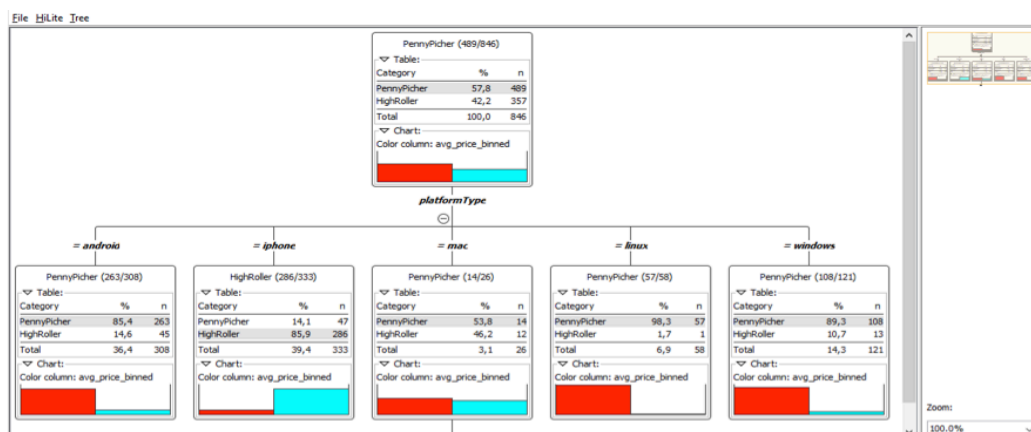 File HiLite Tree
PennyPicher (489/846)
Table:
Category % n
PennyPicher 57,8 489
HighRoller 42,2 357
Total 100,0 846
Chart:
Color column: avg_price_binned
platformType
= android
= iphone
= mac
= linux
= windows
PennyPicher (263/308)
Table:
Category % n
PennyPicher 85,4 263
HighRoller 14,6 45
Total 36,4 308
Chart:
Color column: avg_price_binned
HighRoller (286/333)
Table:
Category % n
PennyPicher 14,1 47
HighRoller 85,9 286
Total 39,4 333
Chart:
Color column: avg_price_binned
PennyPicher (14/26)
Table:
Category % n
PennyPicher 53,8 14
HighRoller 46,2 12
Total 3,1 26
Chart:
Color column: avg_price_binned
PennyPicher (57/58)
Table:
Category % n
PennyPicher 98,3 57
HighRoller 1,7 1
Total 6,9 58
Chart:
Color column: avg_price_binned
PennyPicher (108/121)
Table:
Category % n
PennyPicher 89,3 108
HighRoller 10,7 13
Total 14,3 121
Chart:
Color column: avg_price_binned
Zoom:
100.0%